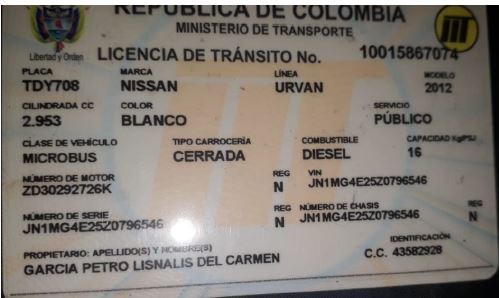 REPÚBLICA DE COLOMBIA
MINISTERIO DE TRANSPORTE
Libertad y Orden
LICENCIA DE TRÁNSITO No. 10015867074
PLACA MARCA LÍNEA MODELO
TDY708 NISSAN URVAN 2012
CILINDRADA CC COLOR SERVICIO
2.953 BLANCO PÚBLICO
CLASE DE VEHÍCULO TIPO CARROCERÍA COMBUSTIBLE CAPACIDAD Kg/PSJ
MICROBUS CERRADA DIESEL 16
NÚMERO DE MOTOR REG VIN
ZD30292726K N JN1MG4E25Z0796546
NÚMERO DE SERIE REG NÚMERO DE CHASIS REG
JN1MG4E25Z0796546 N JN1MG4E25Z0796546 N
PROPIETARIO: APELLIDO(S) Y NOMBRE(S) IDENTIFICACIÓN
GARCIA PETRO LISNALIS DEL CARMEN C.C. 43582928